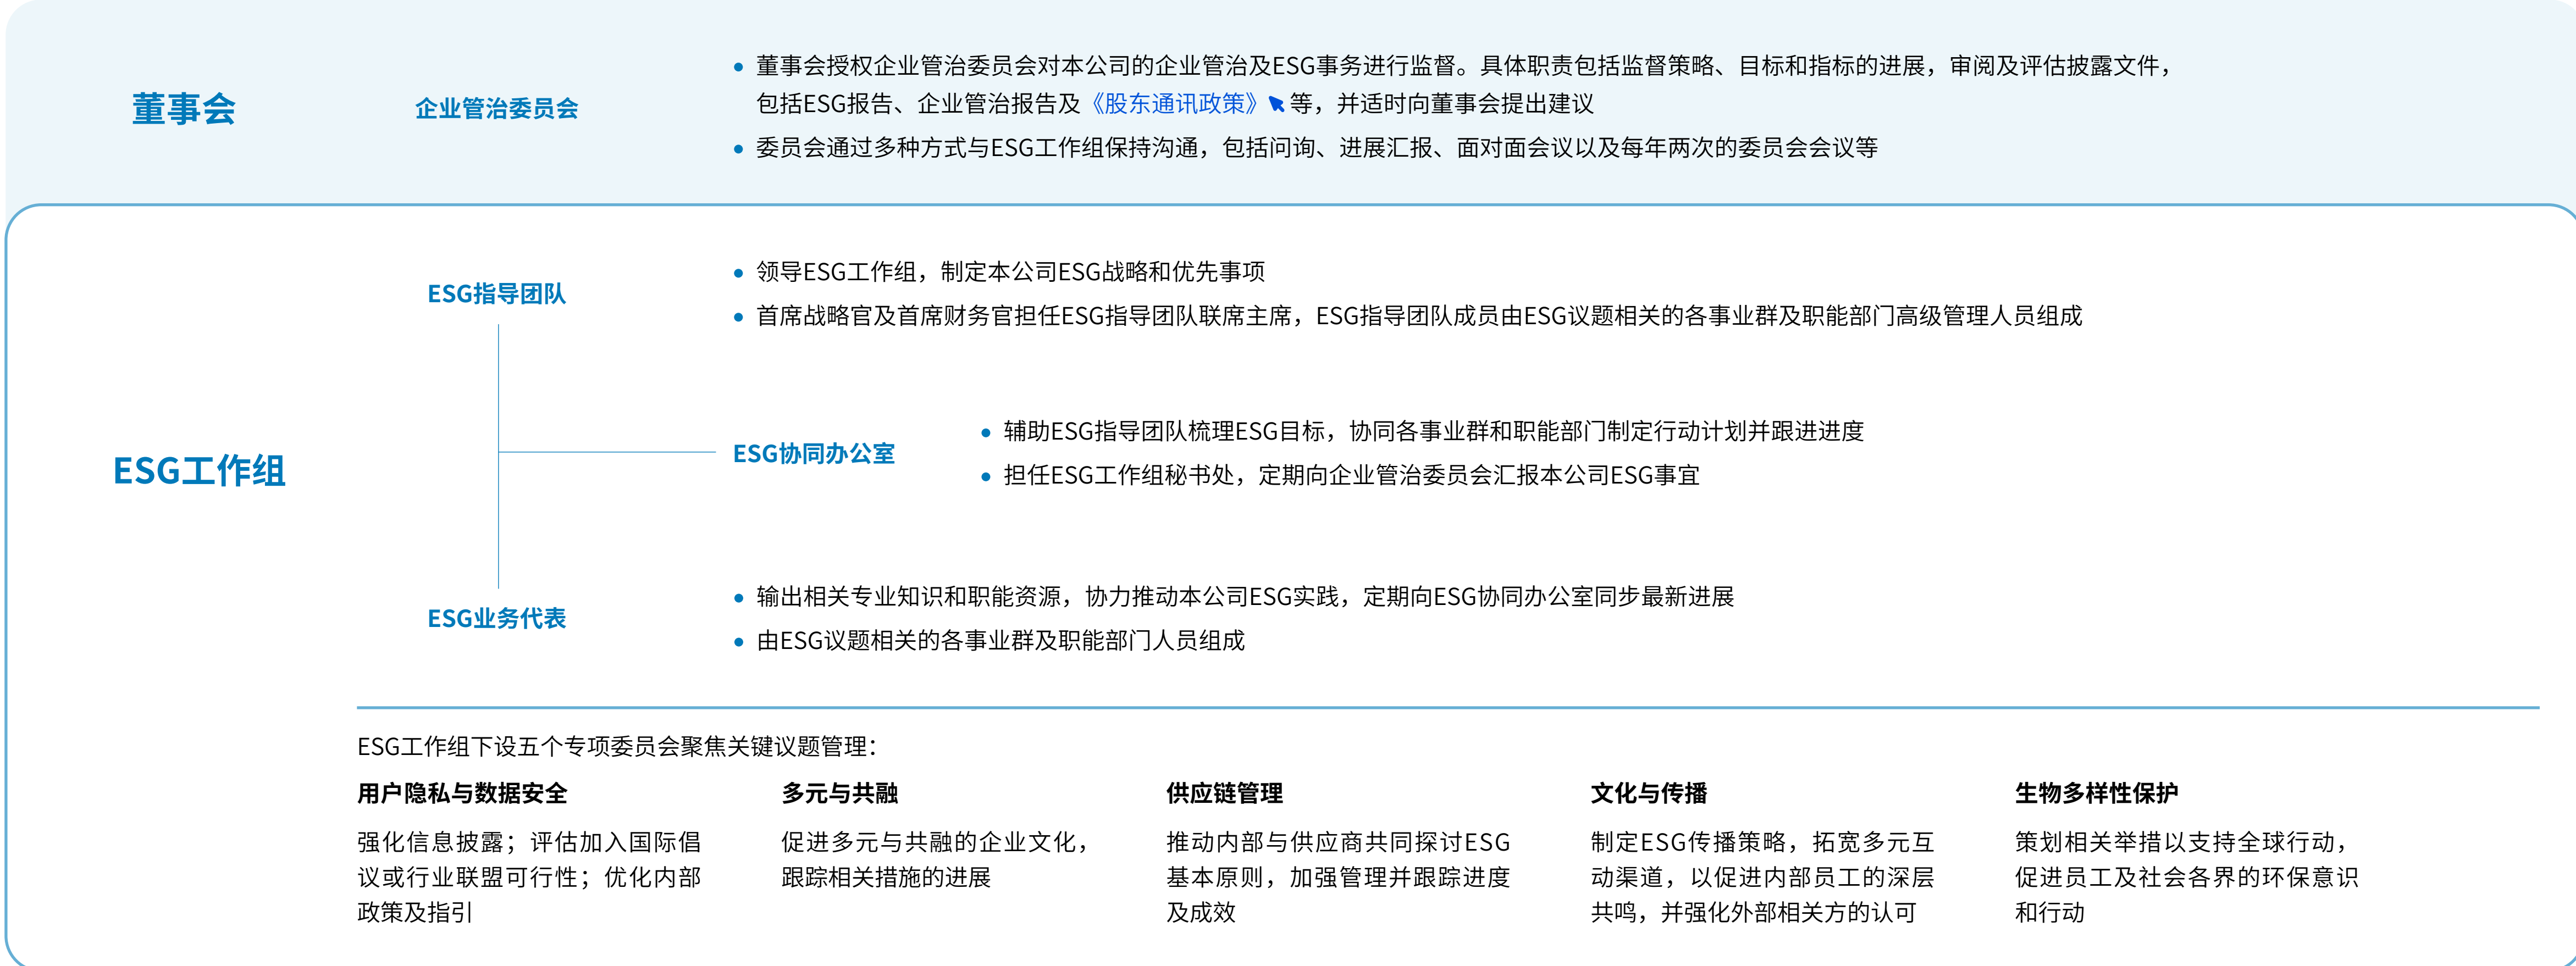 董事会
企业管治委员会
• 董事会授权企业管治委员会对本公司的企业管治及ESG事务进行监督。具体职责包括监督策略、目标和指标的进展，审阅及评估披露文件，
包括ESG报告、企业管治报告及《股东通讯政策》等，并适时向董事会提出建议
• 委员会通过多种方式与ESG工作组保持沟通，包括问询、进展汇报、面对面会议以及每年两次的委员会会议等
ESG工作组
ESG指导团队
• 领导ESG工作组，制定本公司ESG战略和优先事项
• 首席战略官及首席财务官担任ESG指导团队联席主席，ESG指导团队成员由ESG议题相关的各事业群及职能部门高级管理人员组成
ESG协同办公室
• 辅助ESG指导团队梳理ESG目标，协同各事业群和职能部门制定行动计划并跟进进度
• 担任ESG工作组秘书处，定期向企业管治委员会汇报本公司ESG事宜
ESG业务代表
• 输出相关专业知识和职能资源，协力推动本公司ESG实践，定期向ESG协同办公室同步最新进展
• 由ESG议题相关的各事业群及职能部门人员组成
ESG工作组下设五个专项委员会聚焦关键议题管理：
用户隐私与数据安全
强化信息披露；评估加入国际倡
议或行业联盟可行性；优化内部
政策及指引
多元与共融
促进多元与共融的企业文化，
跟踪相关措施的进展
供应链管理
推动内部与供应商共同探讨ESG
基本原则，加强管理并跟踪进度
及成效
文化与传播
制定ESG传播策略，拓宽多元互
动渠道，以促进内部员工的深层
共鸣，并强化外部相关方的认可
生物多样性保护
策划相关举措以支持全球行动，
促进员工及社会各界的环保意识
和行动